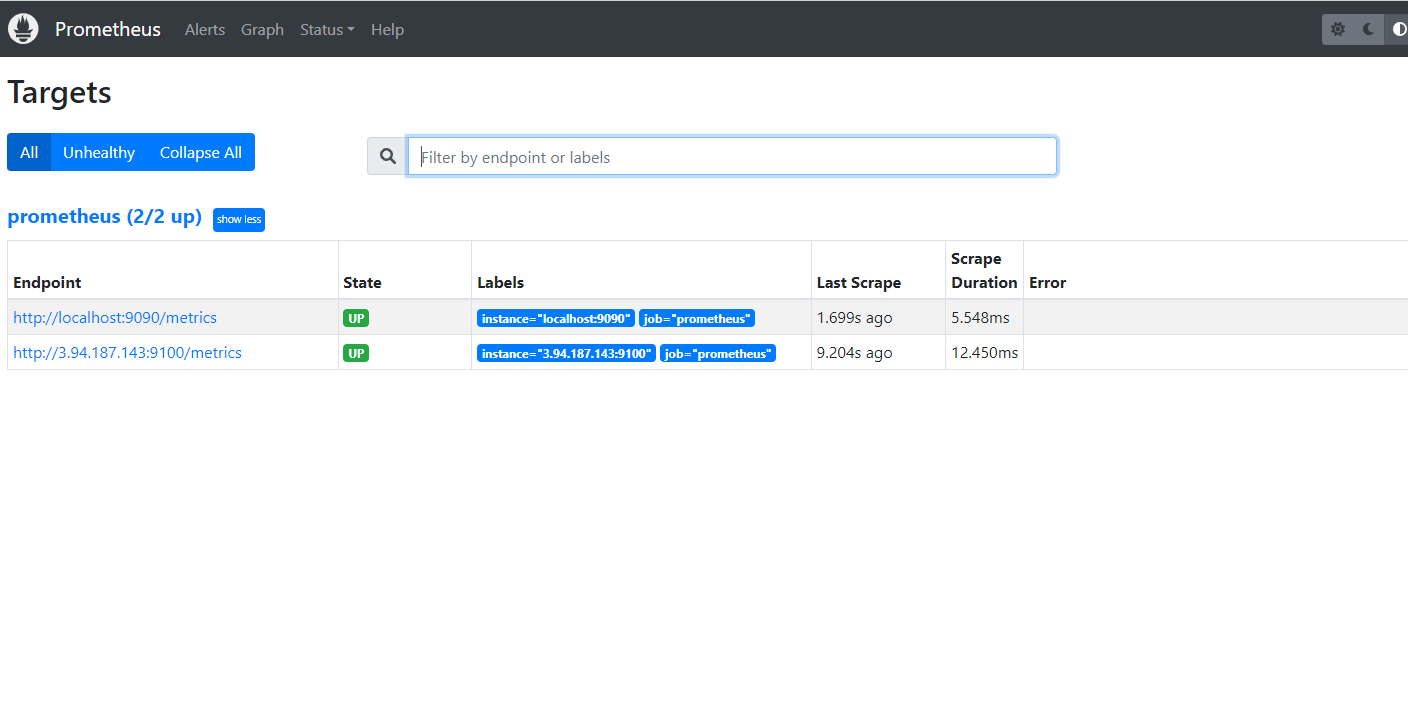 Prometheus Alerts Graph Status Help
Targets
All Unhealthy Collapse All
Filter by endpoint or labels
prometheus (2/2 up) show less
Endpoint State Labels Last Scrape Scrape Duration Error
http://localhost:9090/metrics UP instance="localhost:9090" job="prometheus" 1.699s ago 5.548ms
http://3.94.187.143:9100/metrics UP instance="3.94.187.143:9100" job="prometheus" 9.204s ago 12.450ms